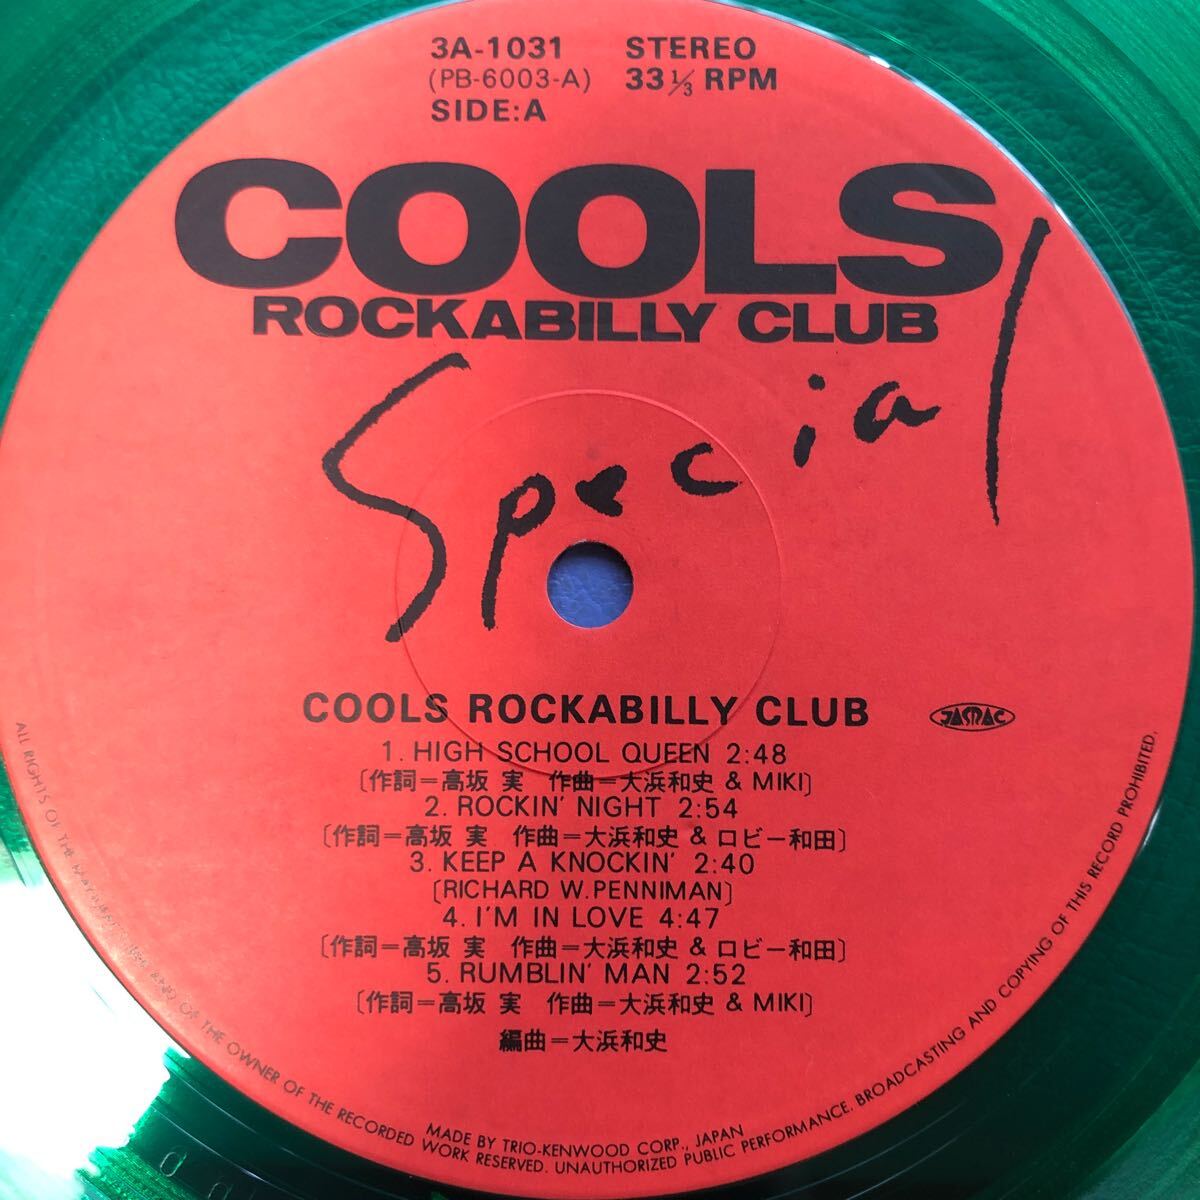 3A-1031 STEREO
(PB-6003-A) 33 1/3 RPM
SIDE:A
COOLS
ROCKABILLY CLUB
Special
COOLS ROCKABILLY CLUB JASRAC
1. HIGH SCHOOL QUEEN 2:48
〔作詞=高坂 実 作曲=大浜和史 & MIKI〕
2. ROCKIN' NIGHT 2:54
〔作詞=高坂 実 作曲=大浜和史 & ロビー和田〕
3. KEEP A KNOCKIN' 2:40
〔RICHARD W. PENNIMAN〕
4. I'M IN LOVE 4:47
〔作詞=高坂 実 作曲=大浜和史 & ロビー和田〕
5. RUMBLIN' MAN 2:52
〔作詞=高坂 実 作曲=大浜和史 & MIKI〕
編曲=大浜和史
ALL RIGHTS OF THE AND OF THE OWNER OF THE RECORDED WORK RESERVED. UNAUTHORIZED PUBLIC PERFORMANCE. BROADCASTING AND COPYING OF THIS RECORD PROHIBITED.
MADE BY TRIO-KENWOOD CORP., JAPAN